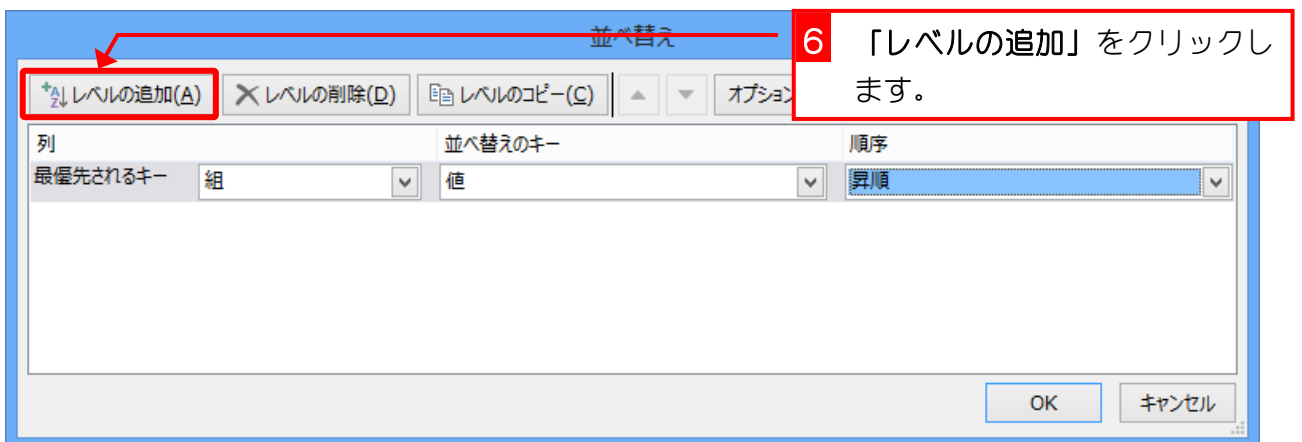 並べ替え
6 「レベルの追加」をクリックし
ます。
レベルの追加(A) レベルの削除(D) レベルのコピー(C) オプション
列 並べ替えのキー 順序
最優先されるキー 組 値 昇順
OK キャンセル